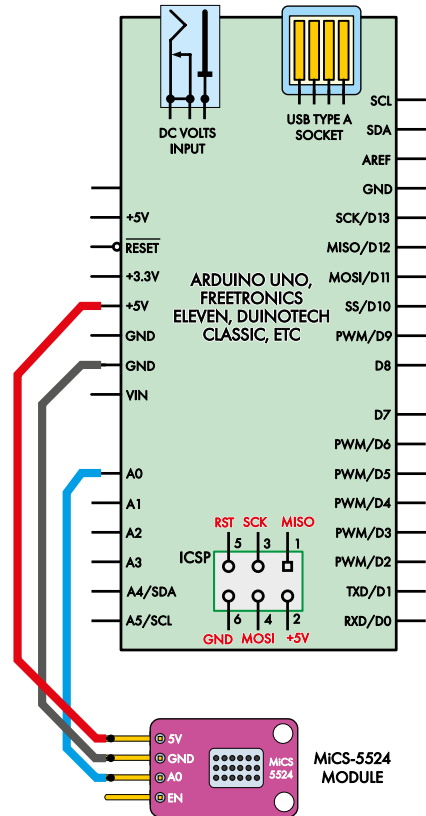 DC VOLTS
INPUT
USB TYPE A
SOCKET
SCL
SDA
AREF
GND
SCK/D13
MISO/D12
MOSI/D11
SS/D10
PWM/D9
D8
D7
PWM/D6
PWM/D5
PWM/D4
PWM/D3
PWM/D2
TXD/D1
RXD/D0
+5V
RESET
+3.3V
+5V
GND
GND
VIN
A0
A1
A2
A3
A4/SDA
A5/SCL
ARDUINO UNO,
FREETRONICS
ELEVEN, DUINOTECH
CLASSIC, ETC
RST SCK MISO
5 3 1
ICSP
6 4 2
GND MOSI +5V
5V
GND
A0
EN
MiCS
5524
MiCS-5524
MODULE